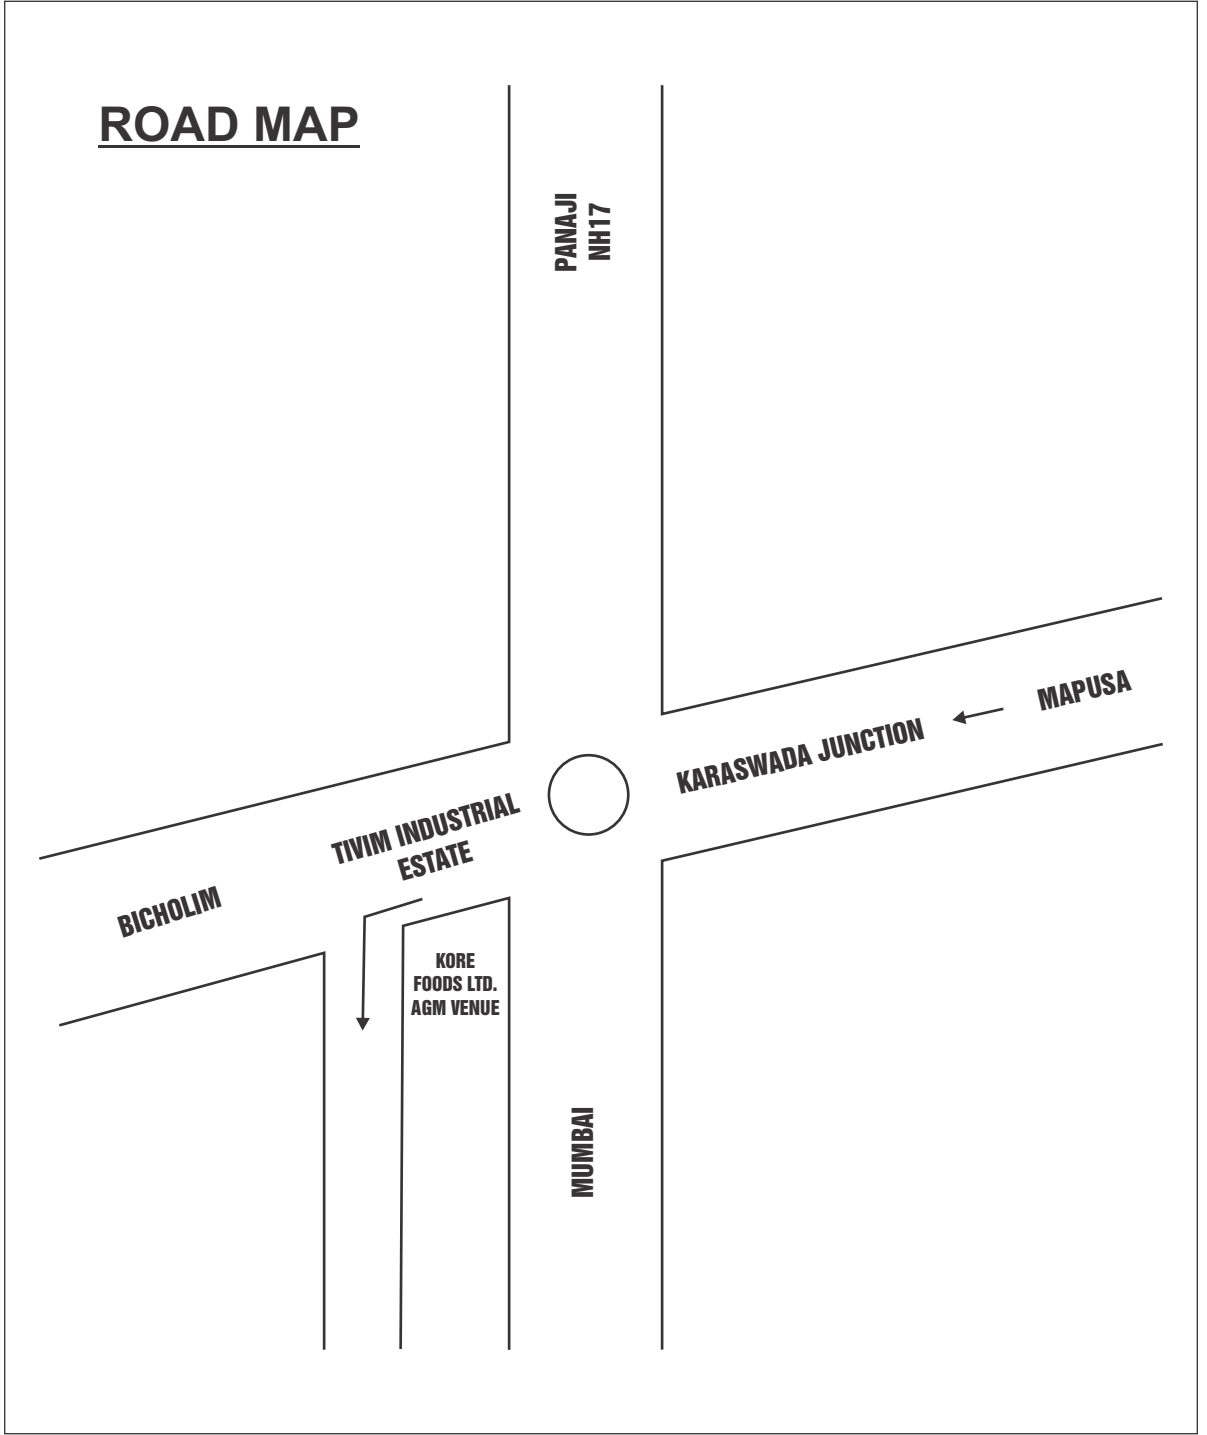 ROAD MAP
PANAJI
NH17
MAPUSA
KARASWADA JUNCTION
TIVIM INDUSTRIAL
ESTATE
BICHOLIM
KORE
FOODS LTD.
AGM VENUE
MUMBAI